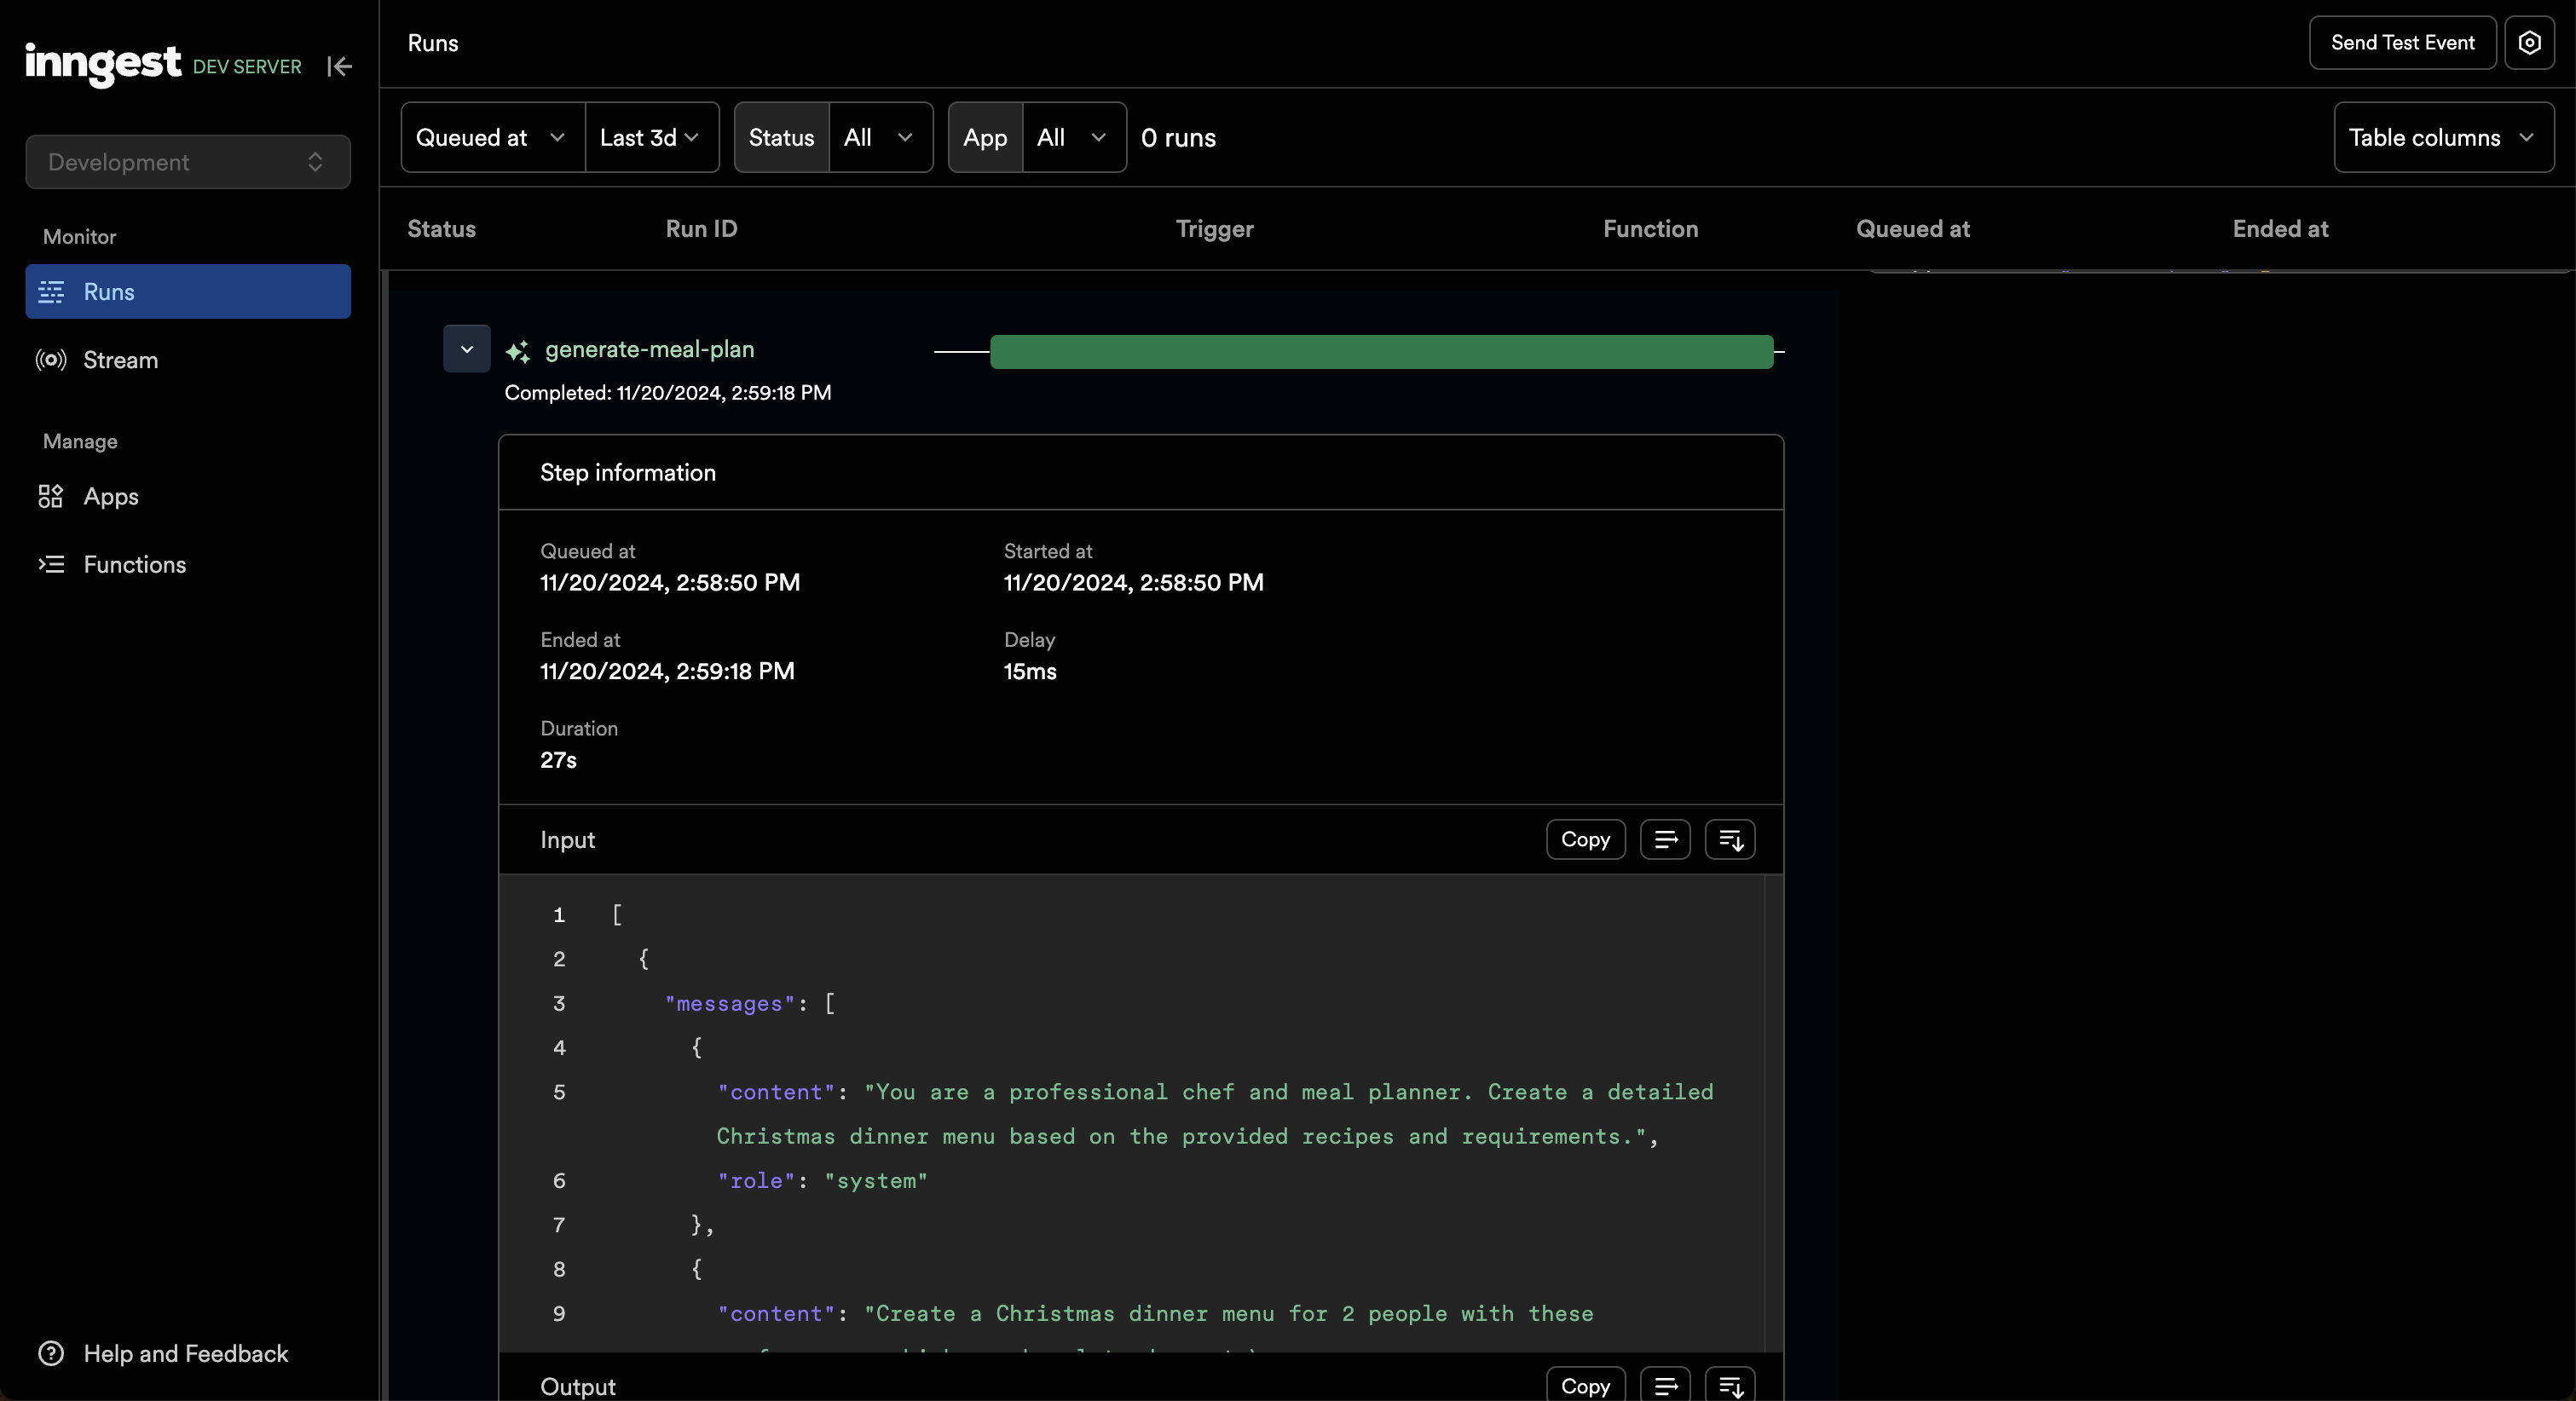 inngest DEV SERVER
Development
Monitor
Runs
Stream
Manage
Apps
Functions
Help and Feedback
Runs
Send Test Event
Queued at
Last 3d
Status
All
App
All
0 runs
Table columns
Status
Run ID
Trigger
Function
Queued at
Ended at
generate-meal-plan
Completed: 11/20/2024, 2:59:18 PM
Step information
Queued at
11/20/2024, 2:58:50 PM
Started at
11/20/2024, 2:58:50 PM
Ended at
11/20/2024, 2:59:18 PM
Delay
15ms
Duration
27s
Input
Copy
1 [
2 {
3 "messages": [
4 {
5 "content": "You are a professional chef and meal planner. Create a detailed
Christmas dinner menu based on the provided recipes and requirements.",
6 "role": "system"
7 },
8 {
9 "content": "Create a Christmas dinner menu for 2 people with these
Output
Copy